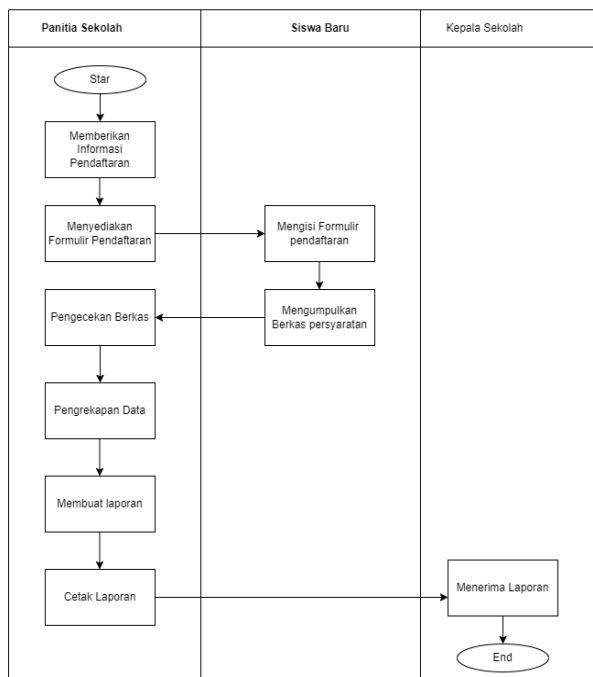 Panitia Sekolah
Siswa Baru
Kepala Sekolah
Star
Memberikan
Informasi
Pendaftaran
Menyediakan
Formulir Pendaftaran
Mengisi Formulir
pendaftaran
Pengecekan Berkas
Mengumpulkan
Berkas persyaratan
Pengrekapan Data
Membuat laporan
Cetak Laporan
Menerima Laporan
End